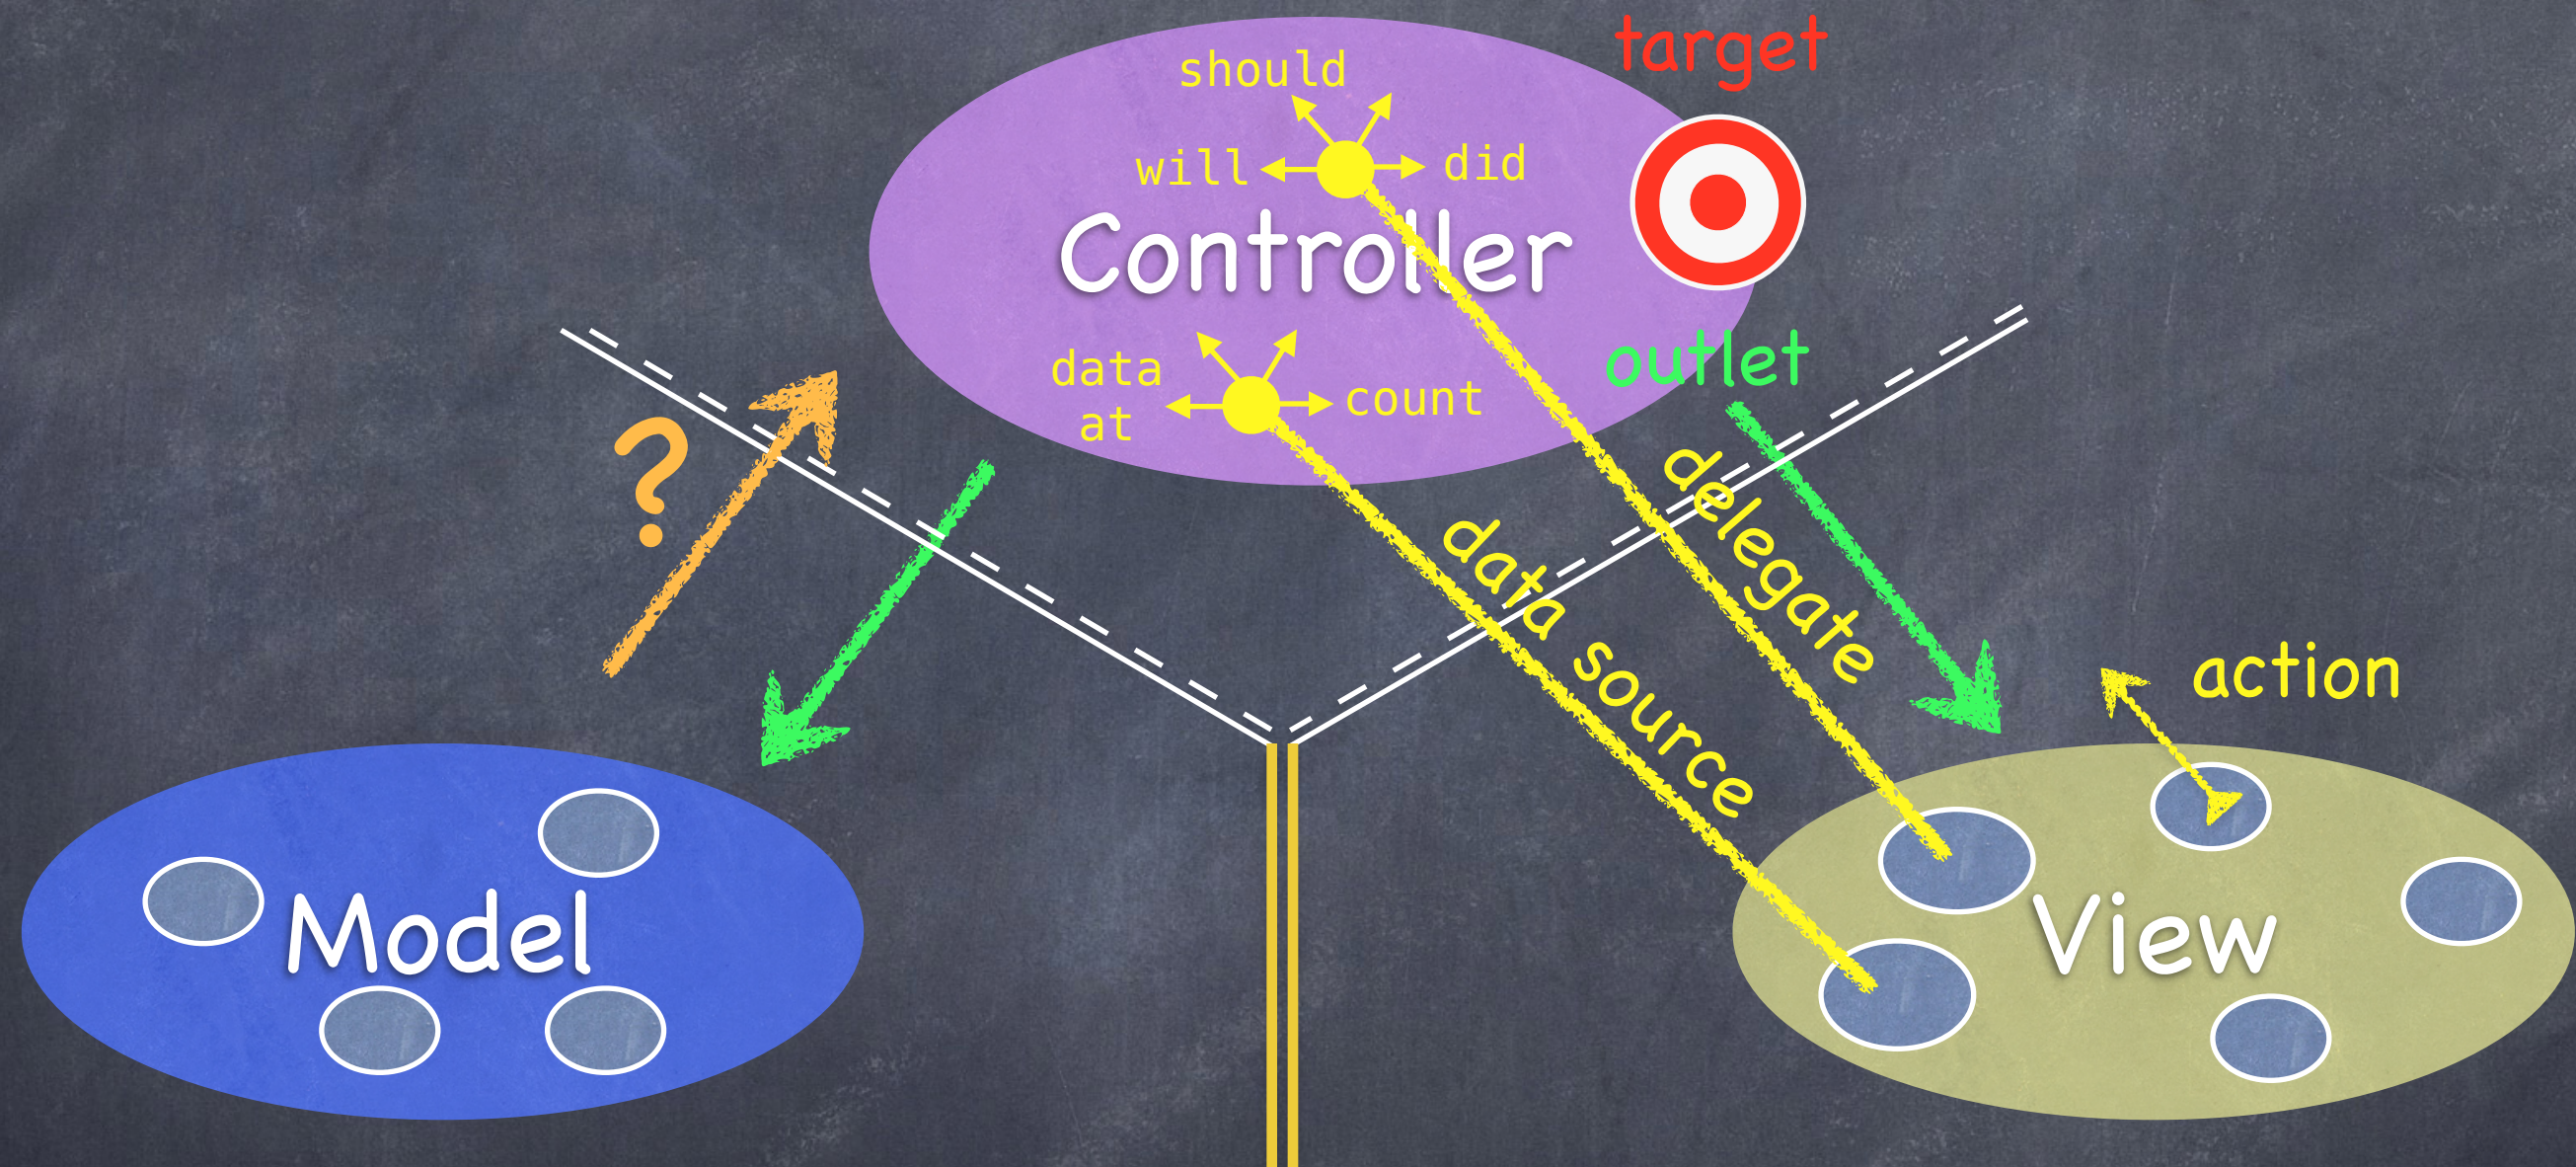 target
should
will
did
Controller
outlet
data
at
count
?
delegate
data source
action
Model
View